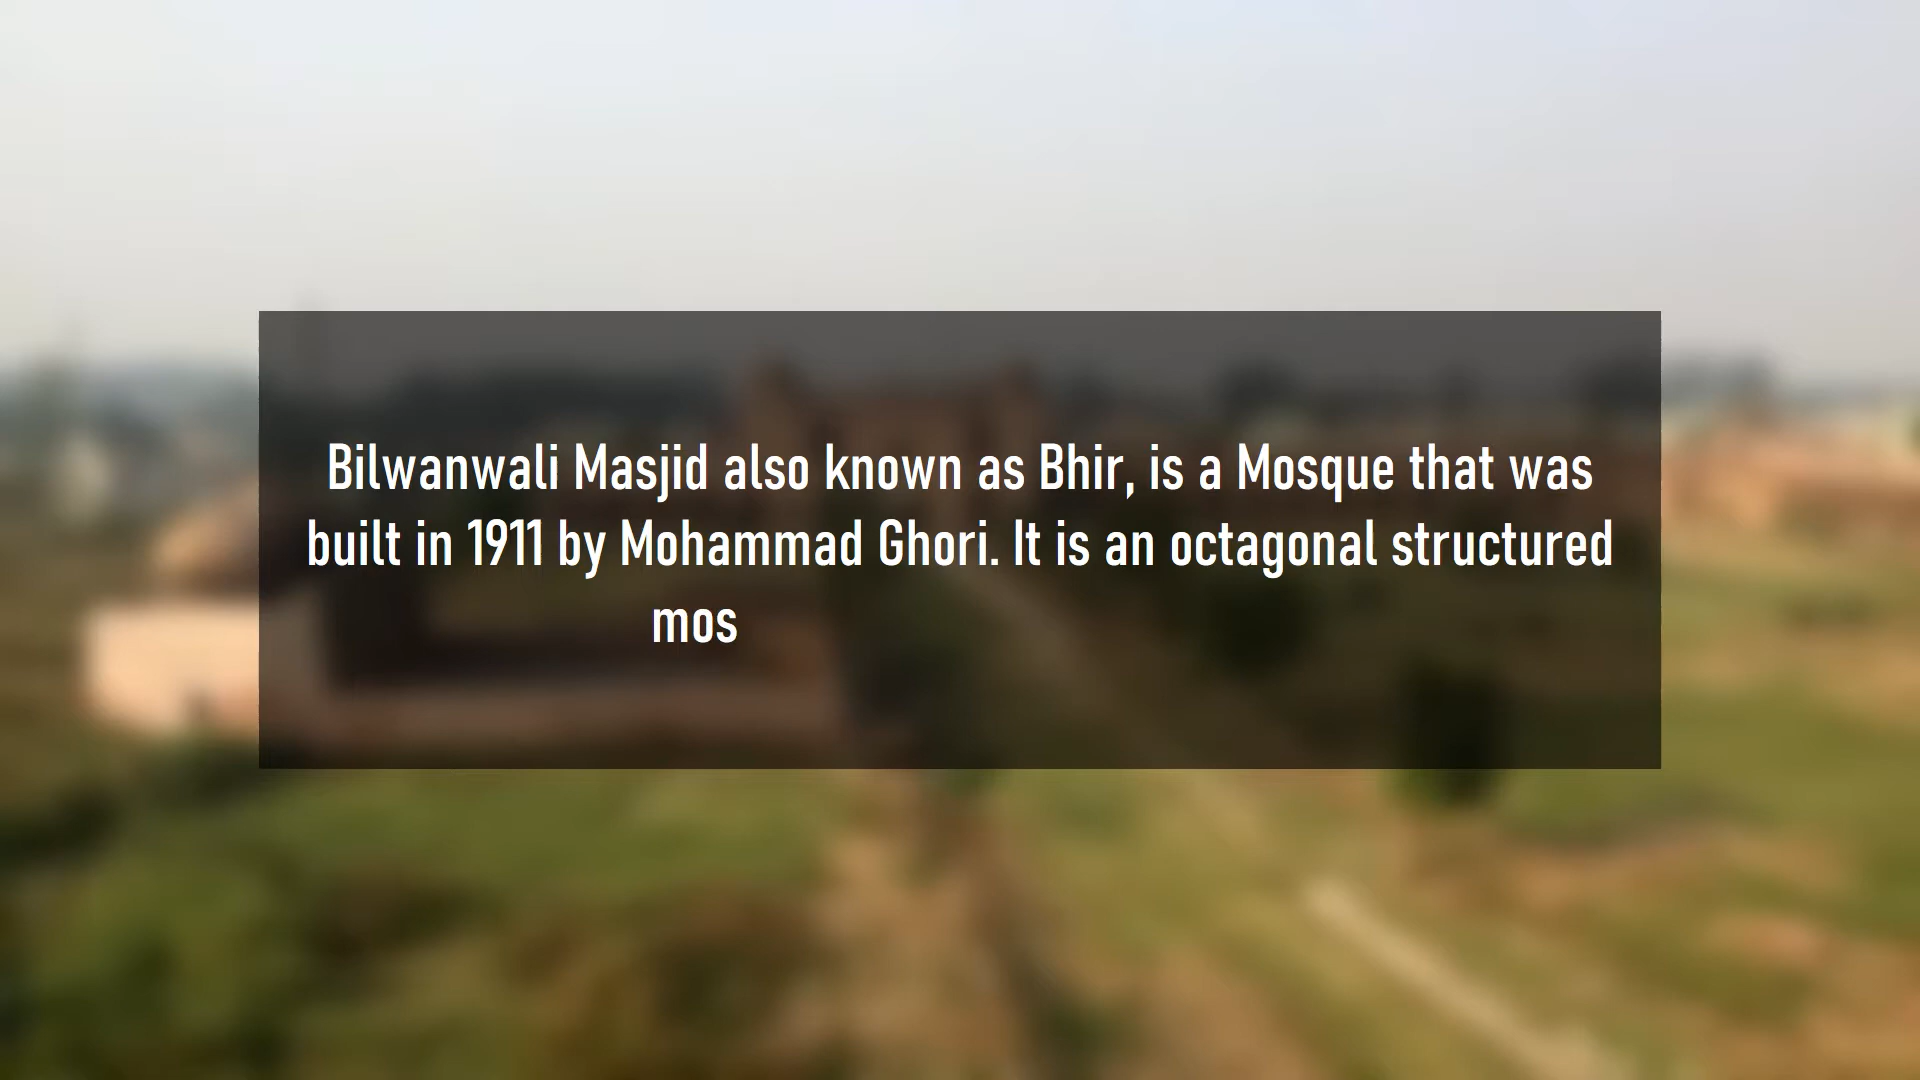 Bilwanwali Masjid also known as Bhir, is a Mosque that was
built in 1911 by Mohammad Ghori. It is an octagonal structured
mos